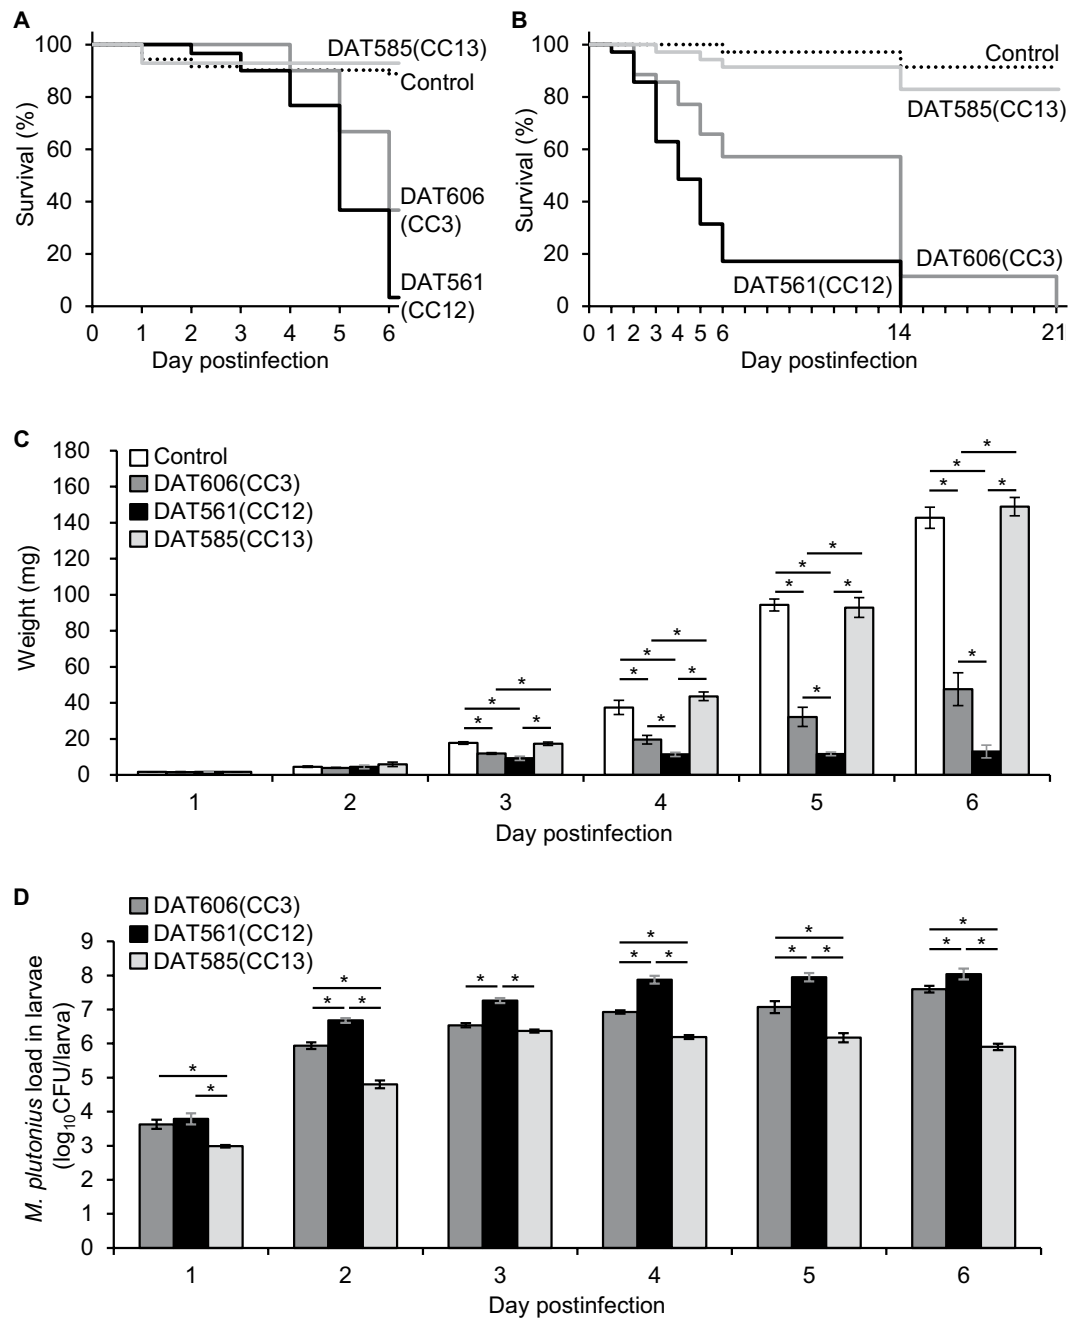 A
100
80
60
40
20
0
Survival (%)
DAT585(CC13)
Control
DAT606
(CC3)
DAT561
(CC12)
0 1 2 3 4 5 6
Day postinfection
B
100
80
60
40
20
0
Survival (%)
Control
DAT585(CC13)
DAT606(CC3)
DAT561(CC12)
0 1 2 3 4 5 6 14 21
Day postinfection
C
180
160
140
120
100
80
60
40
20
0
Weight (mg)
Control
DAT606(CC3)
DAT561(CC12)
DAT585(CC13)
* * * *
* * * * *
* * * * *
* * * * *
1 2 3 4 5 6
Day postinfection
D
DAT606(CC3)
DAT561(CC12)
DAT585(CC13)
9
8
7
6
5
4
3
2
1
0
M. plutonius load in larvae
(log10CFU/larva)
* *
* * *
* *
* * *
* * *
* * *
1 2 3 4 5 6
Day postinfection